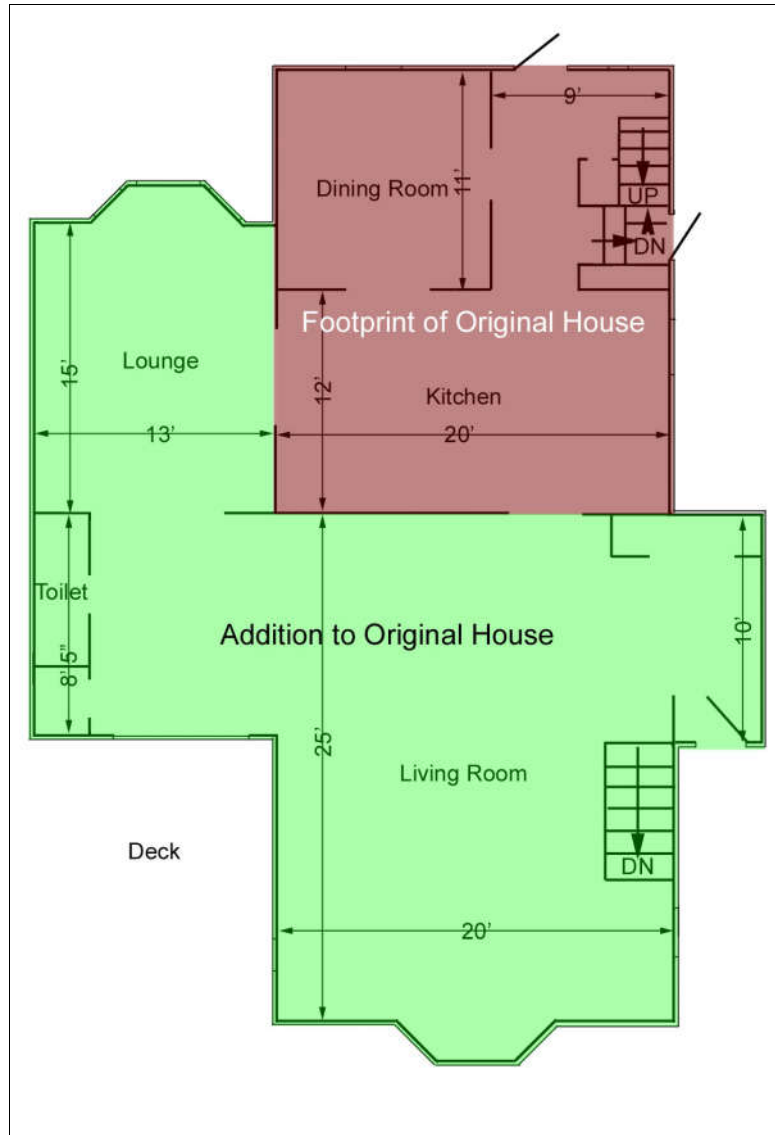 9’
Dining Room
11’
UP
DN
Footprint of Original House
Lounge
15’
12’
Kitchen
13’
20’
Toilet
8’ 5”
Addition to Original House
10’
25’
Living Room
Deck
DN
20’